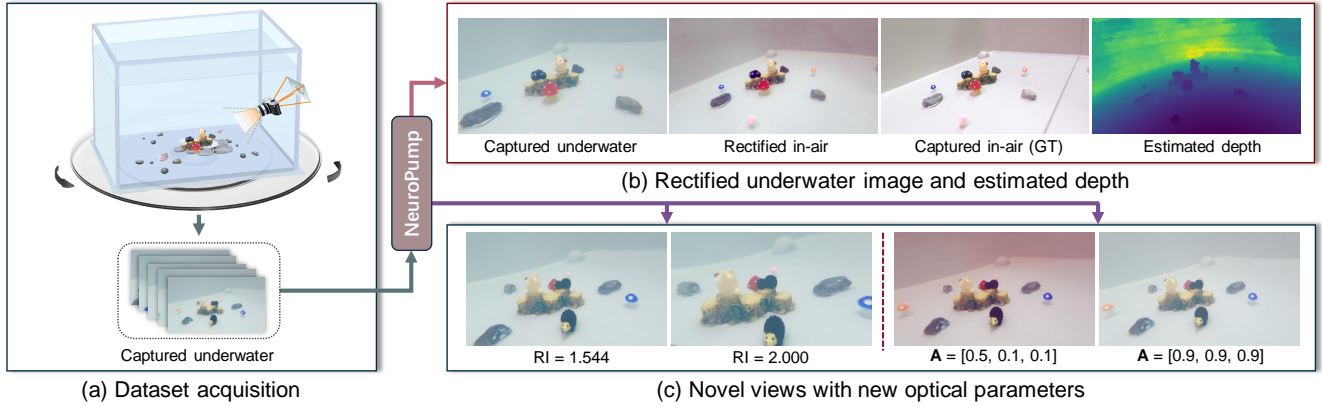 Captured underwater
(a) Dataset acquisition
NeuroPump
Captured underwater
Rectified in-air
Captured in-air (GT)
Estimated depth
(b) Rectified underwater image and estimated depth
RI = 1.544
RI = 2.000
A = [0.5, 0.1, 0.1]
A = [0.9, 0.9, 0.9]
(c) Novel views with new optical parameters